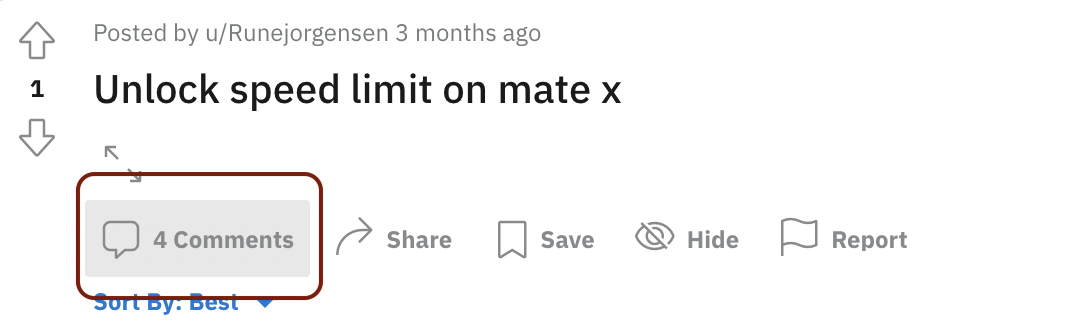 Posted by u/Runejorgensen 3 months ago
1
Unlock speed limit on mate x
4 Comments Share Save Hide Report
Sort By: Best